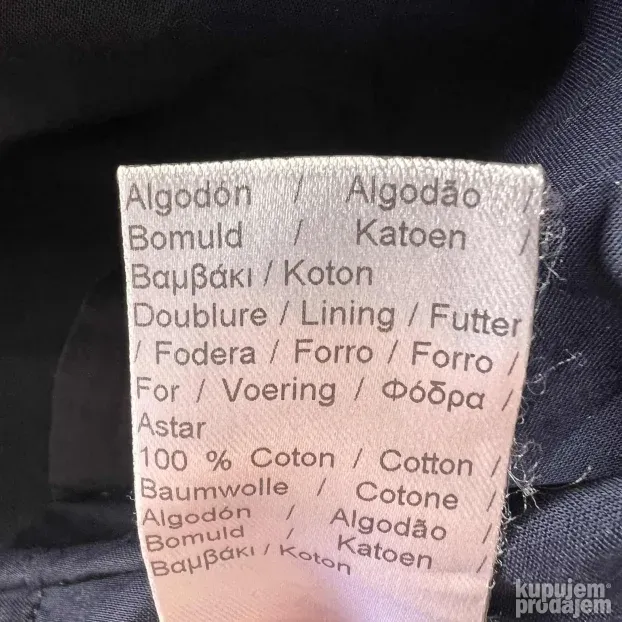 Algodón / Algodão /
Bomuld / Katoen /
Βαμβάκι / Koton
Doublure / Lining / Futter
/ Fodera / Forro / Forro /
For / Voering / Φόδρα /
Astar
100 % Coton / Cotton /
Baumwolle / Cotone /
Algodón / Algodão /
Bomuld / Katoen /
Βαμβάκι / Koton
kupujem
prodajem